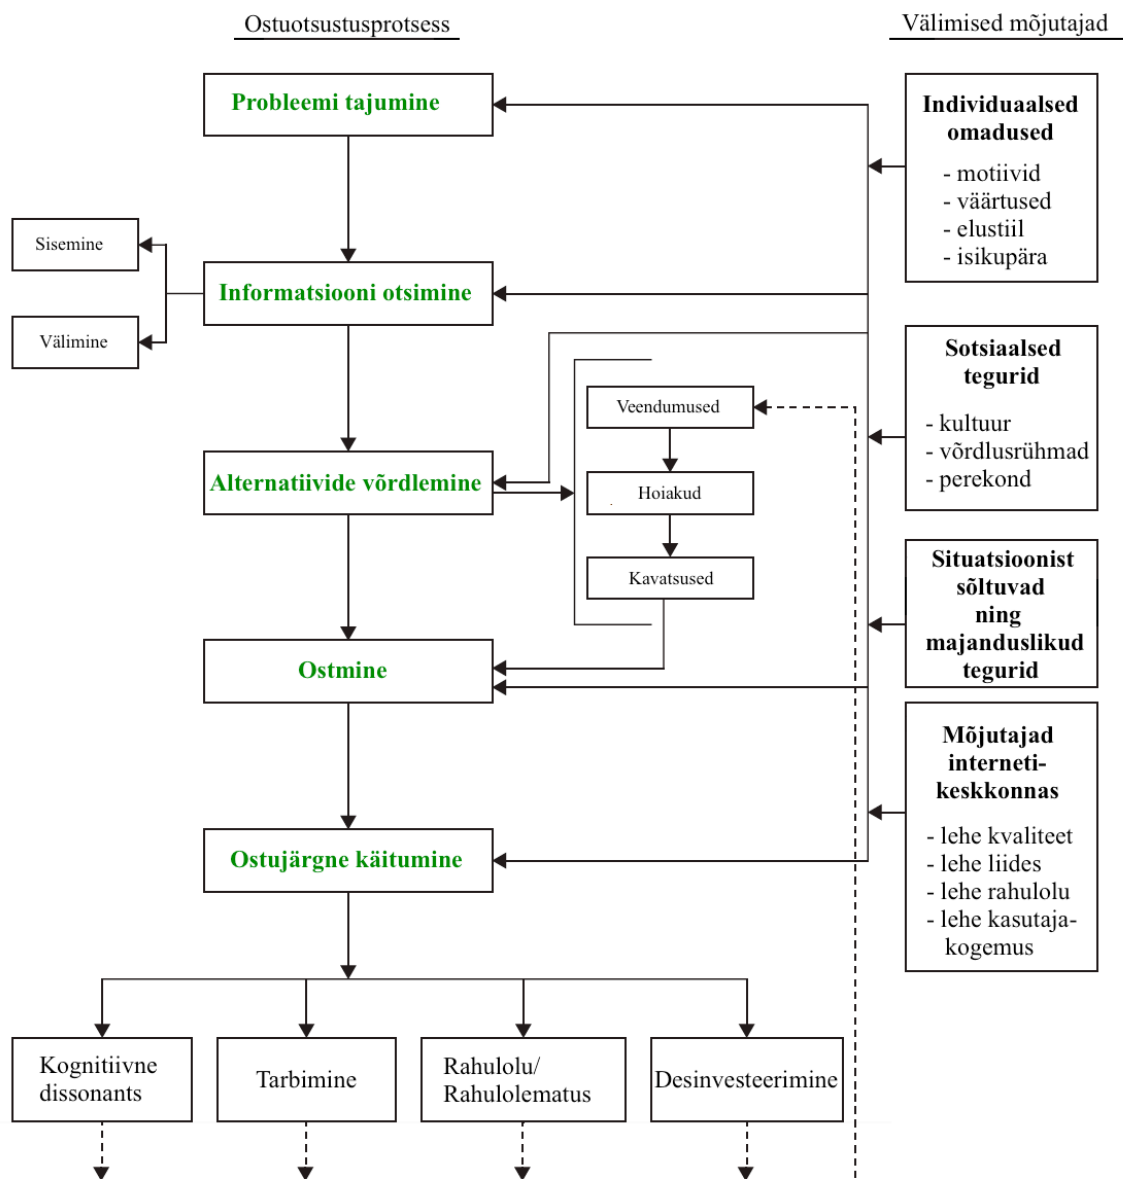 Ostuotsustusprotsess
Välimised mõjutajad
Probleemi tajumine
Informatsiooni otsimine
Sisemine
Välimine
Alternatiivide võrdlemine
Veendumused
Hoiakud
Kavatsused
Ostmine
Ostujärgne käitumine
Kognitiivne
dissonants
Tarbimine
Rahulolu/
Rahulolematus
Desinvesteerimine
Individuaalsed
omadused
- motiivid
- väärtused
- elustiil
- isikupära
Sotsiaalsed
tegurid
- kultuur
- võrdlusrühmad
- perekond
Situatsioonist
sõltuvad
ning
majanduslikud
tegurid
Mõjutajad
interneti-
keskkonnas
- lehe kvaliteet
- lehe liides
- lehe rahulolu
- lehe kasutaja-
kogemus